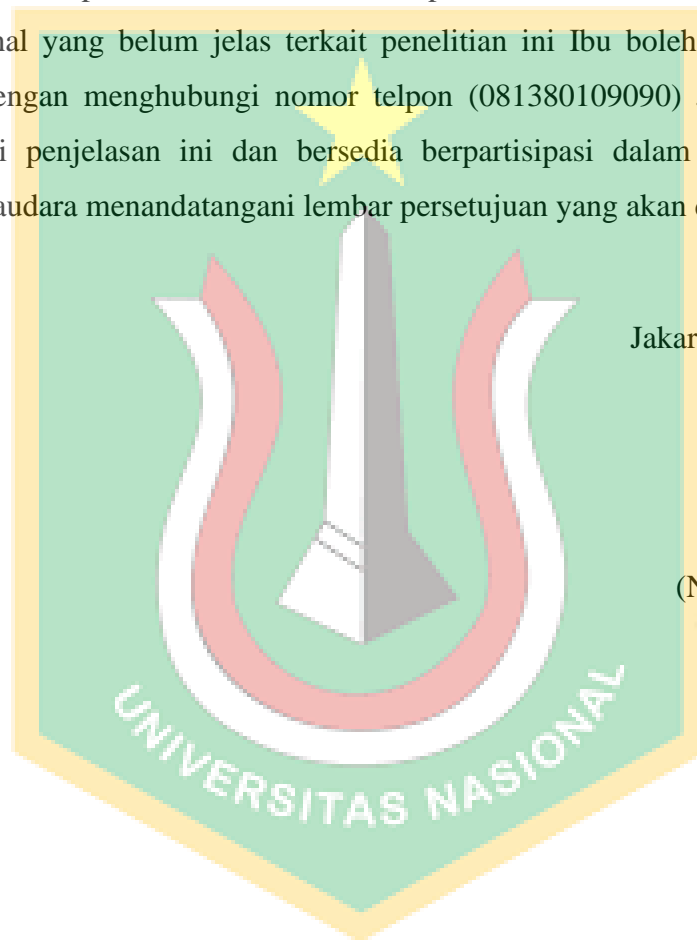 nal yang belum jelas terkait penelitian ini Ibu boleh
engan menghubungi nomor telpon (081380109090)
i penjelasan ini dan bersedia berpartisipasi dalam
audara menandatangani lembar persetujuan yang akan
Jakar
(N
UNIVERSITAS NASIONAL